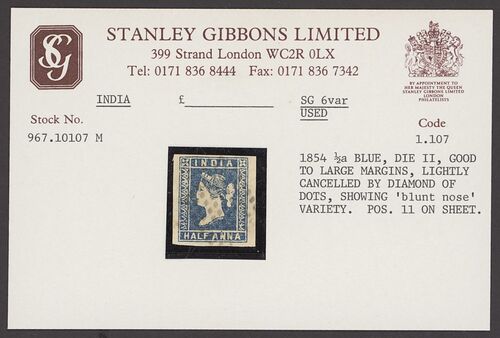 SG
STANLEY GIBBONS LIMITED
399 Strand London WC2R 0LX
Tel: 0171 836 8444 Fax: 0171 836 7342
BY APPOINTMENT TO
HER MAJESTY THE QUEEN
STANLEY GIBBONS LIMITED
LONDON
PHILATELISTS
INDIA £ SG 6var
USED
Stock No. Code
967.10107 M 1.107
1854 ½a BLUE, DIE II, GOOD
TO LARGE MARGINS, LIGHTLY
CANCELLED BY DIAMOND OF
DOTS, SHOWING 'blunt nose'
VARIETY. POS. 11 ON SHEET.
INDIA
HALF ANNA